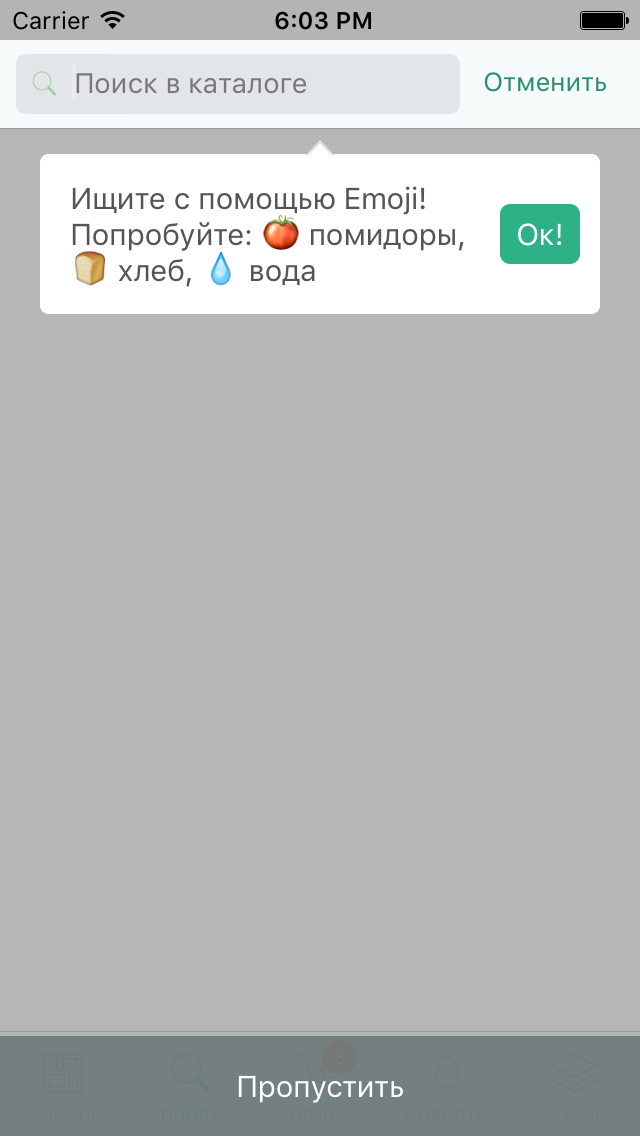 Carrier 6:03 PM
Поиск в каталоге Отменить
Ищите с помощью Emoji!
Попробуйте: 🍅 помидоры,
🍞 хлеб, 💧 вода
Ок!
3
Пропустить
МАГАЗИН ПОИСК КОРЗИНА НОВОСТИ ЗАКАЗЫ